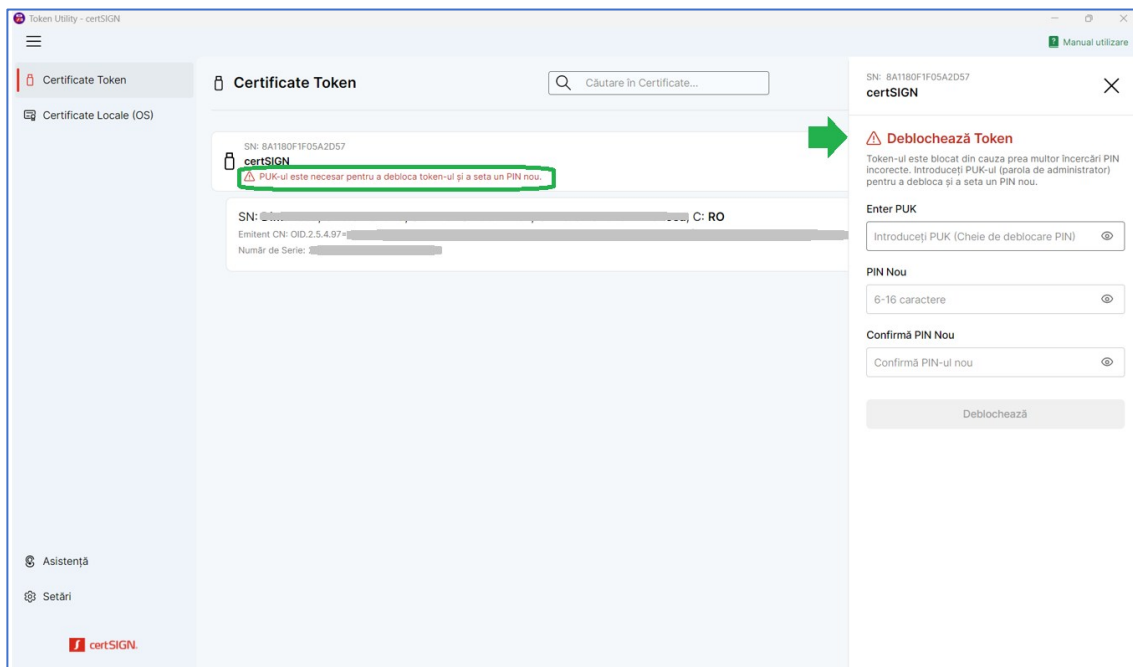 Token Utility - certSIGN
Manual utilizare
Certificate Token
Certificate Locale (OS)
Certificate Token
Căutare în Certificate...
SN: 8A1180F1F05A2D57
certSIGN
PUK-ul este necesar pentru a debloca token-ul și a seta un PIN nou.
SN: C: RO
Emitent CN: OID.2.5.4.97=
Număr de Serie:
SN: 8A1180F1F05A2D57
certSIGN
Deblochează Token
Token-ul este blocat din cauza prea multor încercări PIN
incorecte. Introduceți PUK-ul (parola de administrator)
pentru a debloca și a seta un PIN nou.
Enter PUK
Introduceți PUK (Cheie de deblocare PIN)
PIN Nou
6-16 caractere
Confirmă PIN Nou
Confirmă PIN-ul nou
Deblochează
Asistență
Setări
certSIGN.